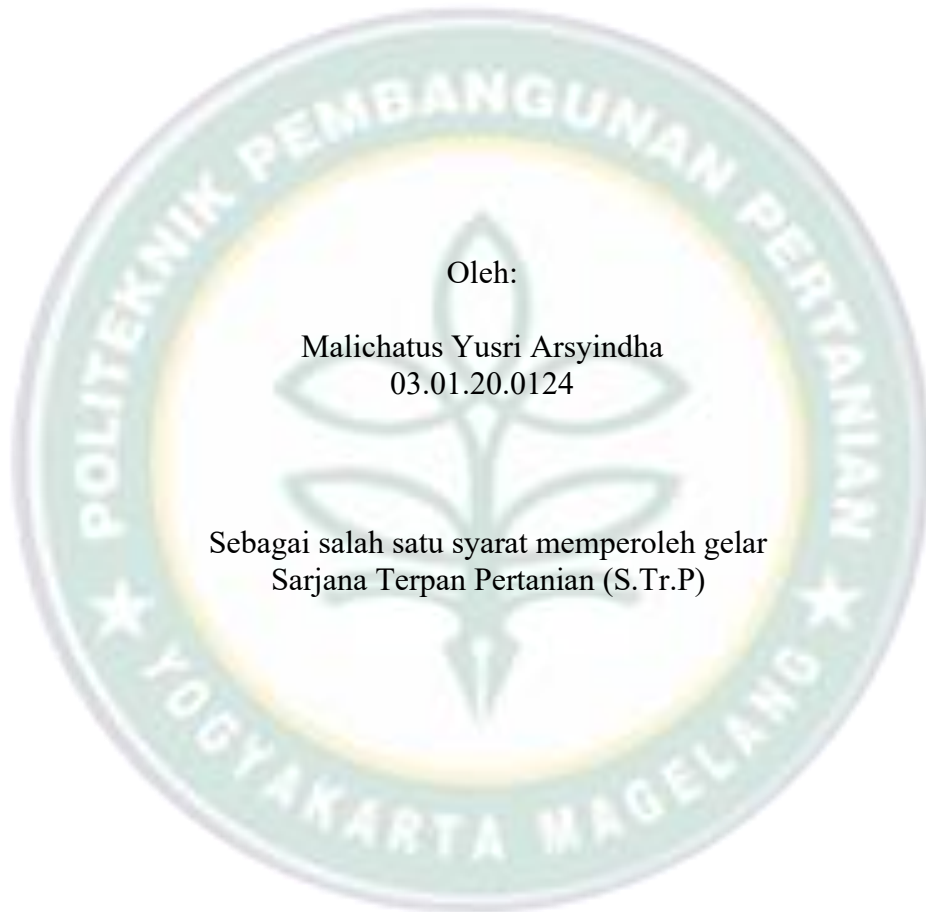 POLITEKNIK PEMBANGUNAN PERTANIAN
Oleh:
Malichatus Yusri Arsyindha
03.01.20.0124
Sebagai salah satu syarat memperoleh gelar
Sarjana Terpan Pertanian (S.Tr.P)
YOGYAKARTA MAGELANG